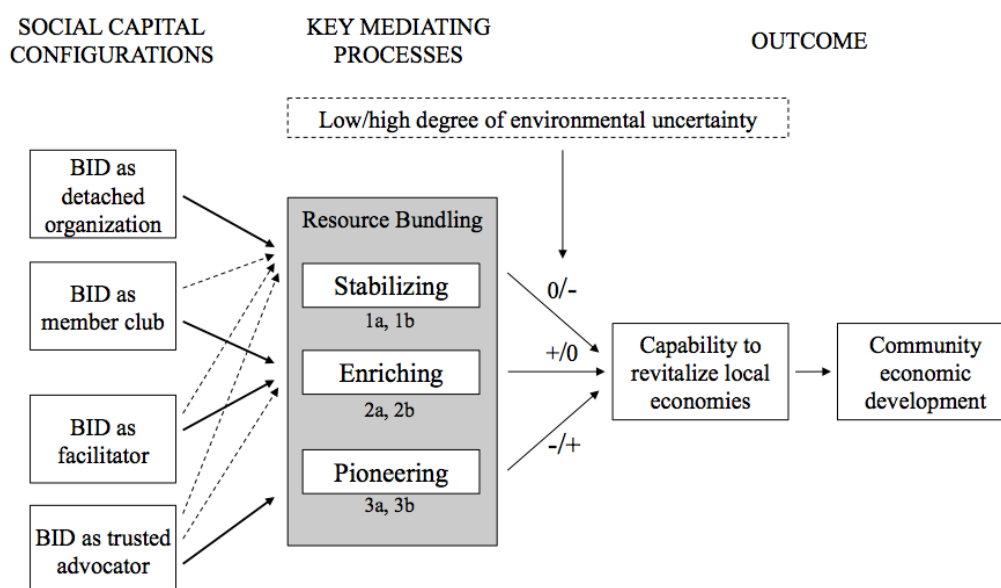 SOCIAL CAPITAL
CONFIGURATIONS
KEY MEDIATING
PROCESSES
OUTCOME
Low/high degree of environmental uncertainty
BID as
detached
organization
BID as
member club
BID as
facilitator
BID as trusted
advocator
Resource Bundling
Stabilizing
1a, 1b
Enriching
2a, 2b
Pioneering
3a, 3b
0/-
+/0
-/+
Capability to
revitalize local
economies
Community
economic
development